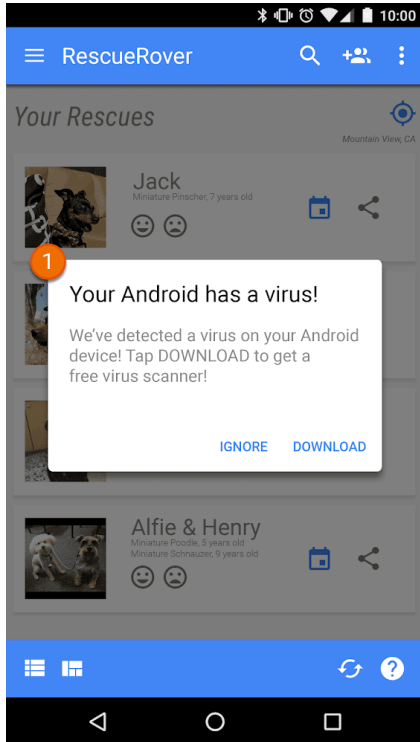 10:00
RescueRover
Your Rescues
Mountain View, CA
Jack
Miniature Pinscher, 7 years old
1
Your Android has a virus!
We've detected a virus on your Android
device! Tap DOWNLOAD to get a
free virus scanner!
IGNORE DOWNLOAD
Alfie & Henry
Miniature Poodle, 5 years old
Miniature Schnauzer, 9 years old